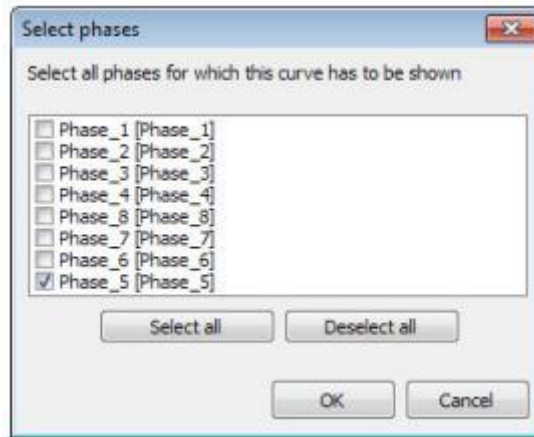 Select phases
Select all phases for which this curve has to be shown
Phase_1 [Phase_1]
Phase_2 [Phase_2]
Phase_3 [Phase_3]
Phase_4 [Phase_4]
Phase_8 [Phase_8]
Phase_7 [Phase_7]
Phase_6 [Phase_6]
Phase_5 [Phase_5]
Select all
Deselect all
OK
Cancel